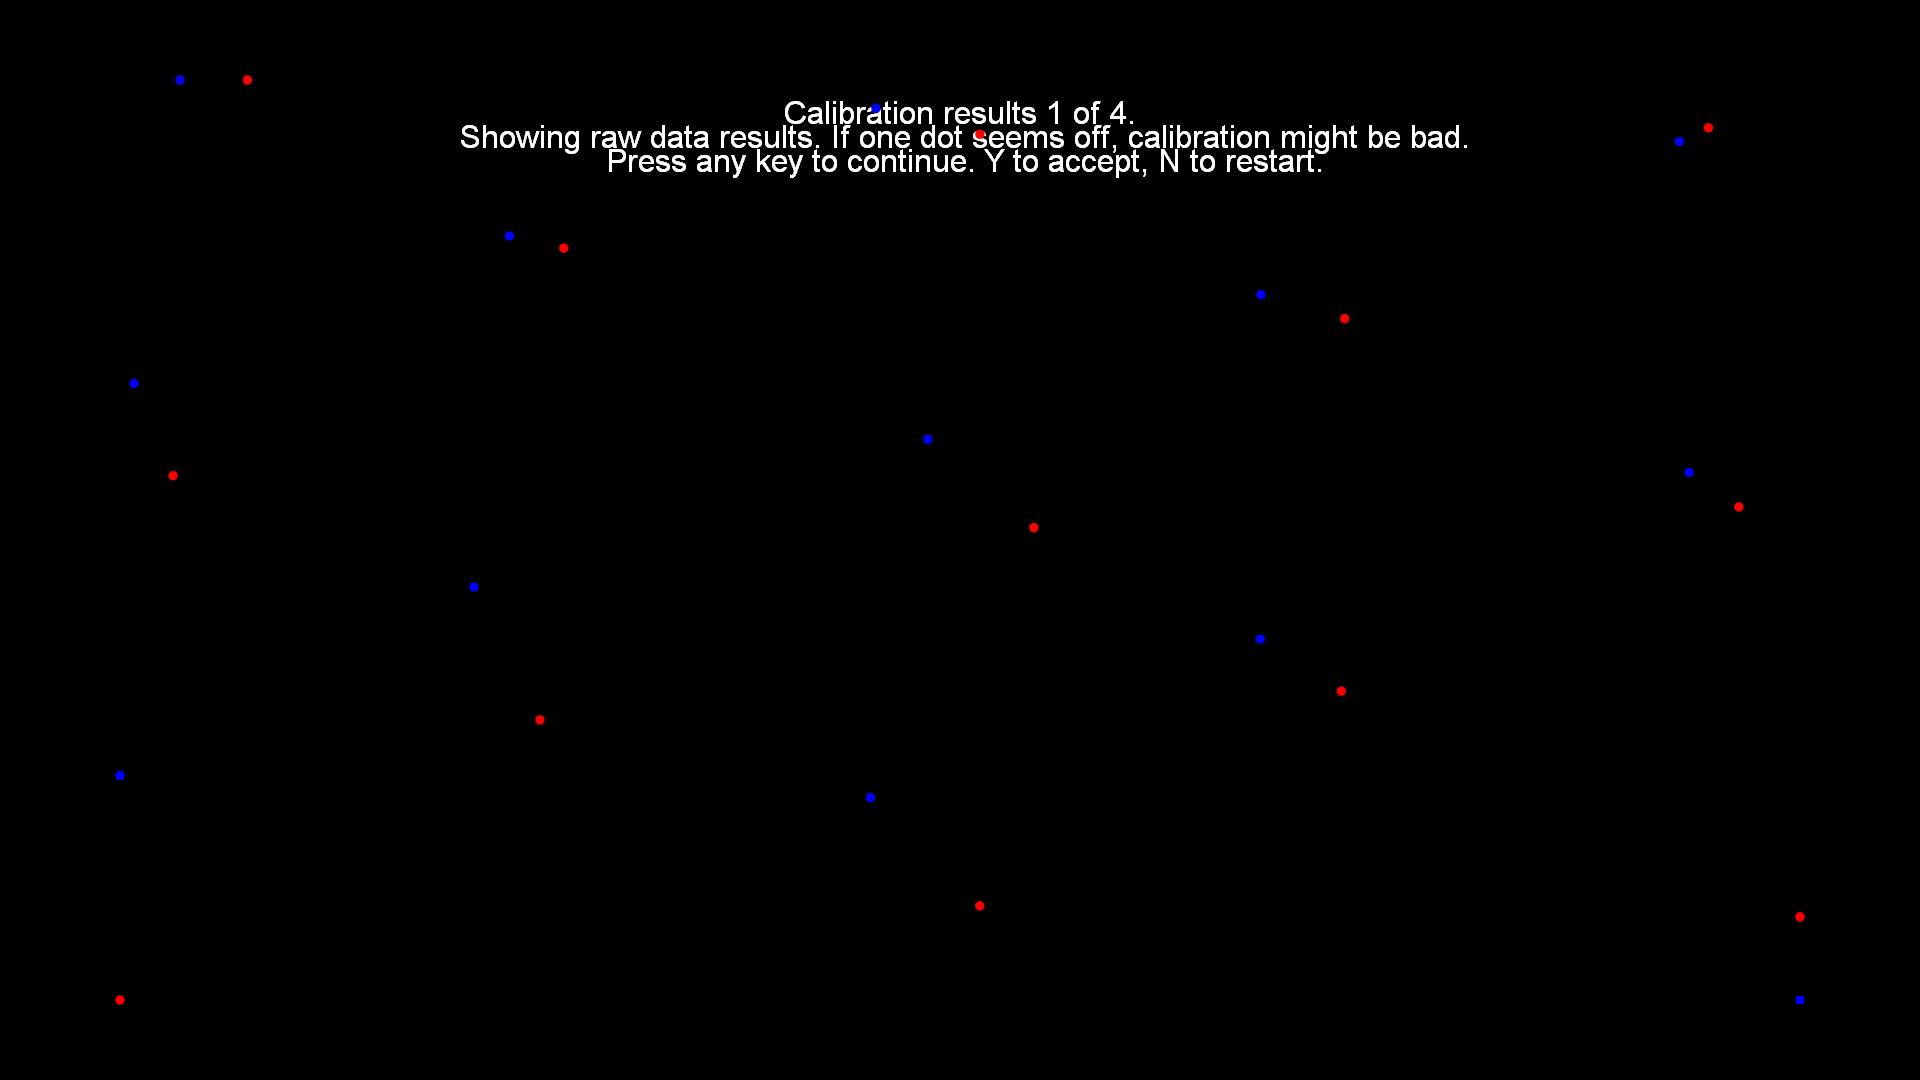 Calibration results 1 of 4.
Showing raw data results. If one dot seems off, calibration might be bad.
Press any key to continue. Y to accept, N to restart.